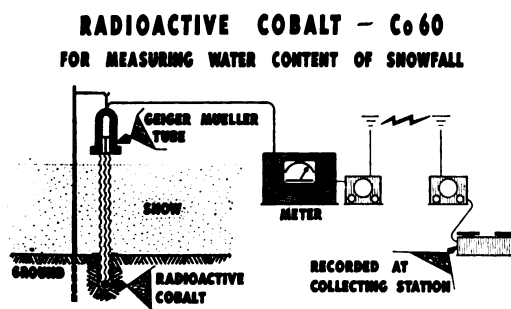 RADIOACTIVE COBALT - Co 60
FOR MEASURING WATER CONTENT OF SNOWFALL
GEIGER MUELLER
TUBE
SNOW
METER
GROUND
RADIOACTIVE
COBALT
RECORDED AT
COLLECTING STATION